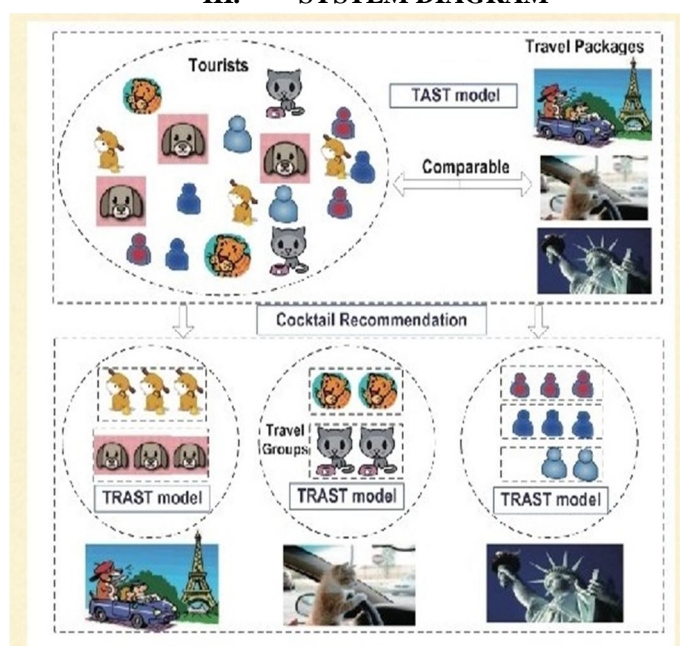 III. SYSTEM DIAGRAM
Travel Packages
Tourists
TAST model
Comparable
Cocktail Recommendation
Travel
Groups
TRAST model
TRAST model
TRAST model